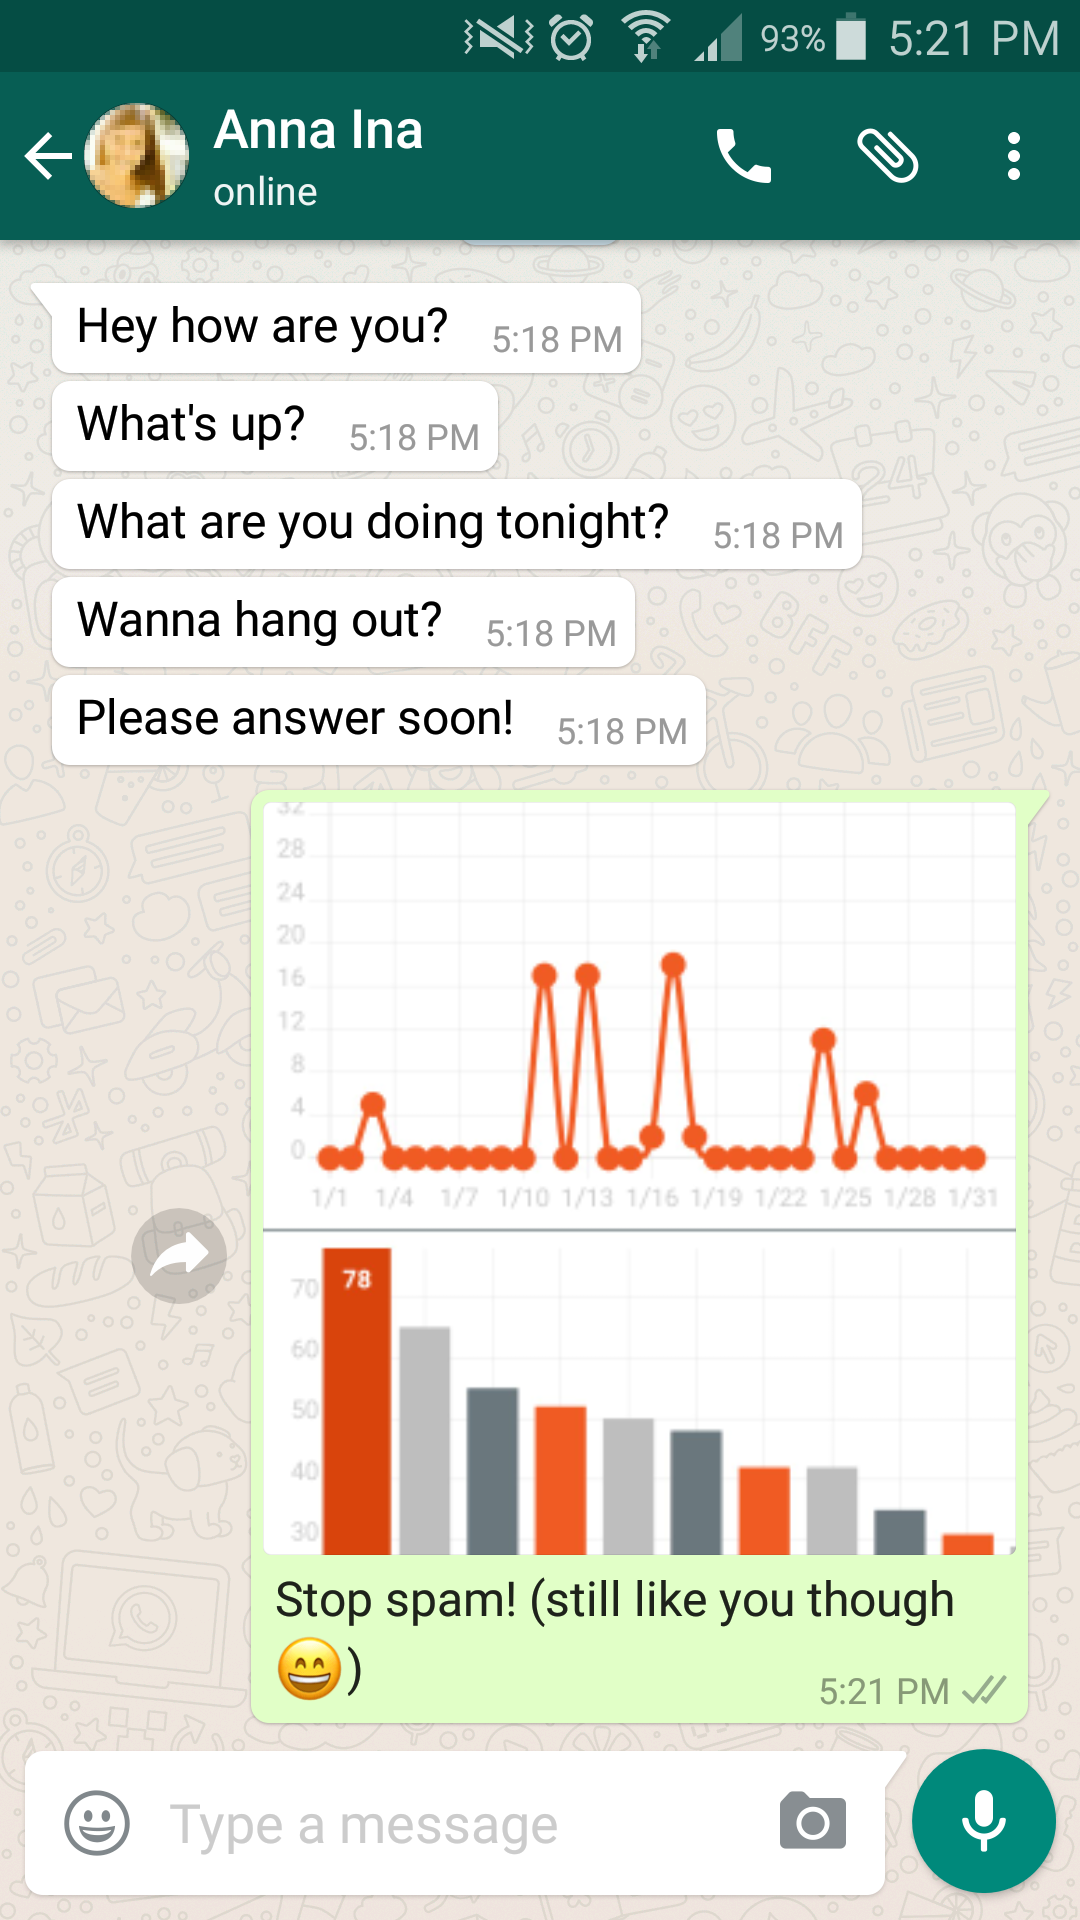 93% 5:21 PM
Anna Ina
online
Hey how are you? 5:18 PM
What's up? 5:18 PM
What are you doing tonight? 5:18 PM
Wanna hang out? 5:18 PM
Please answer soon! 5:18 PM
32
28
24
20
16
12
8
4
0
1/1 1/4 1/7 1/10 1/13 1/16 1/19 1/22 1/25 1/28 1/31
78
70
60
50
40
30
Stop spam! (still like you though
😄)
5:21 PM
Type a message